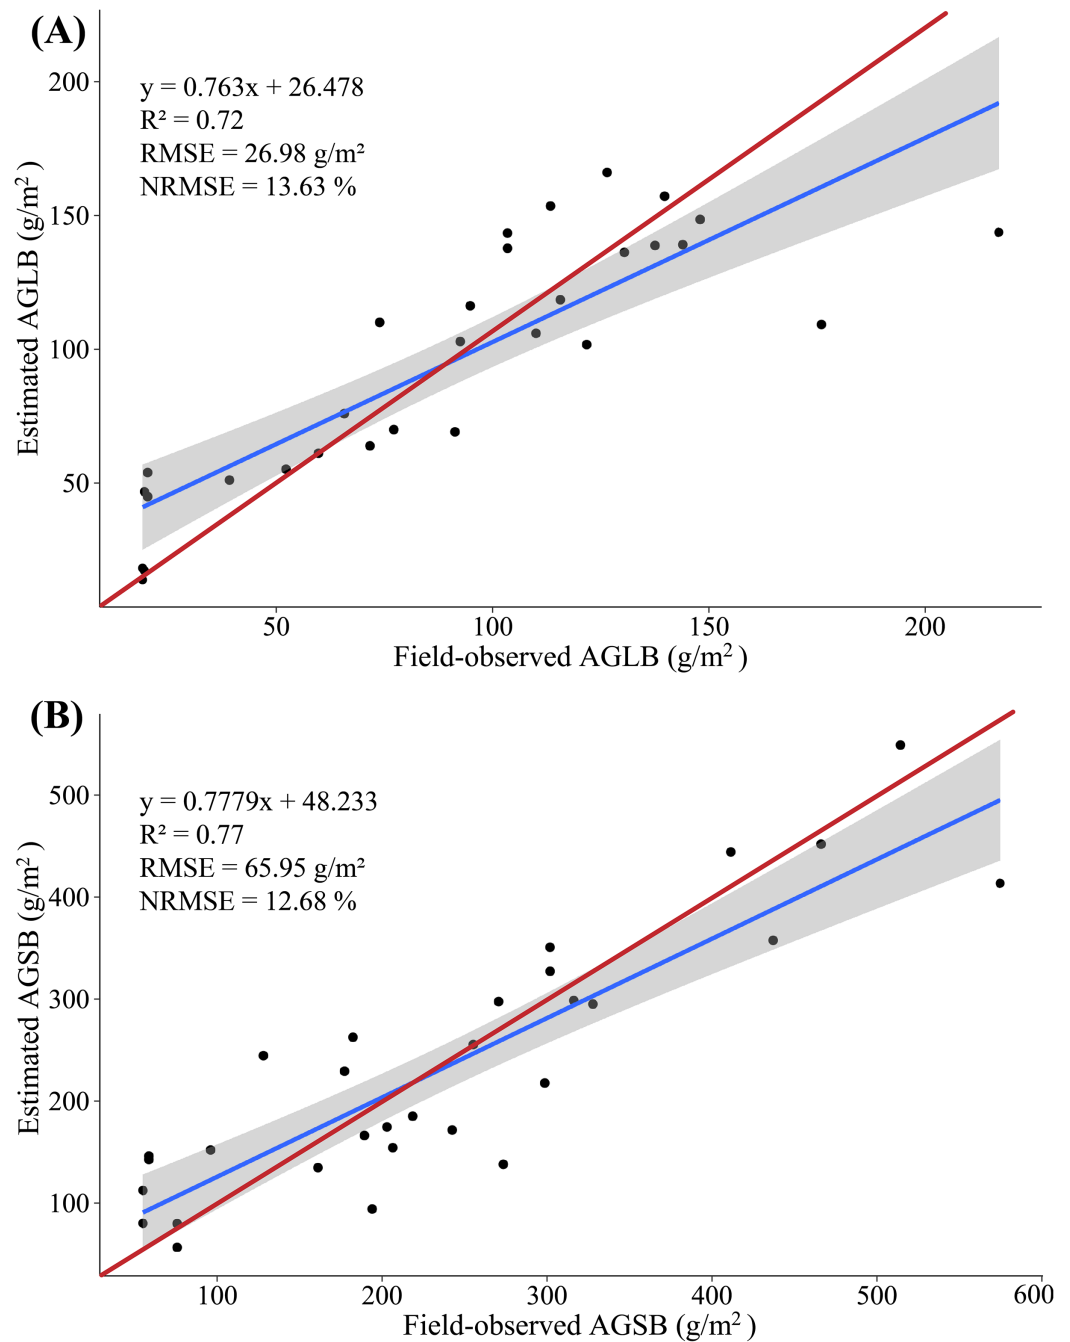 (A)
y = 0.763x + 26.478
R² = 0.72
RMSE = 26.98 g/m²
NRMSE = 13.63 %
Estimated AGLB (g/m²)
200
150
100
50
50 100 150 200
Field-observed AGLB (g/m²)
(B)
y = 0.7779x + 48.233
R² = 0.77
RMSE = 65.95 g/m²
NRMSE = 12.68 %
Estimated AGSB (g/m²)
500
400
300
200
100
100 200 300 400 500 600
Field-observed AGSB (g/m²)